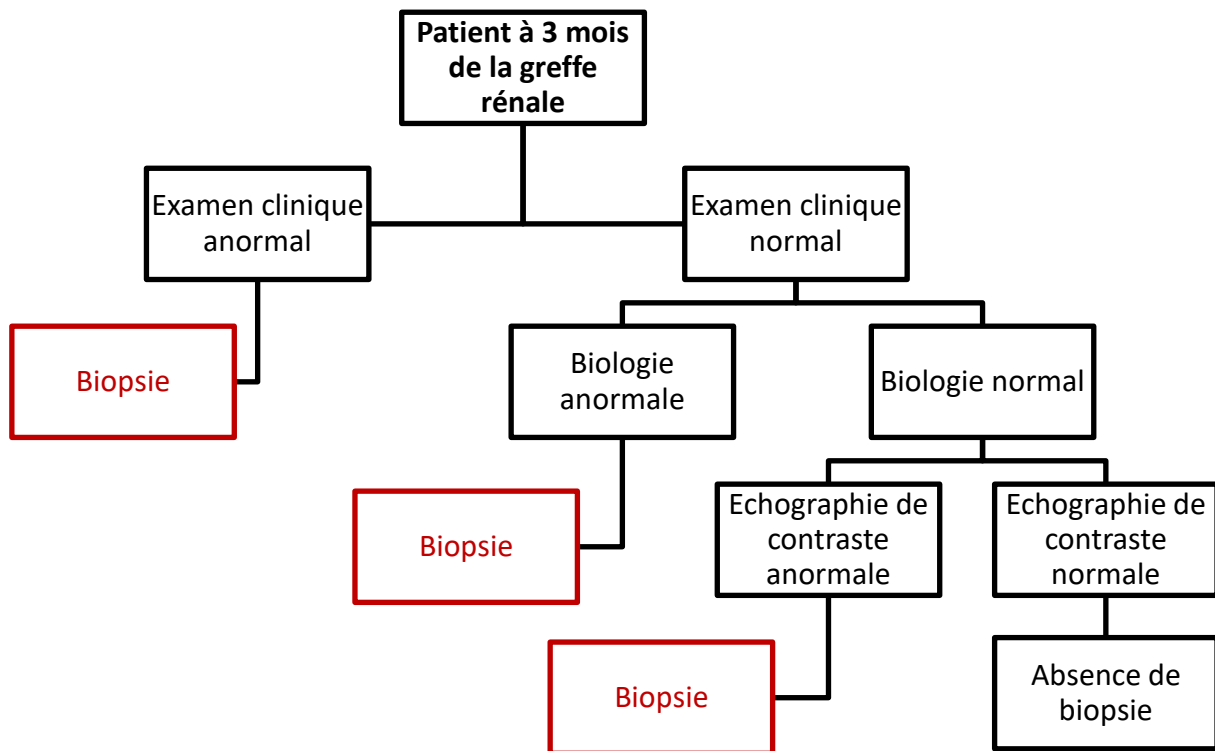 Patient à 3 mois
de la greffe
rénale
Examen clinique
anormal
Examen clinique
normal
Biopsie
Biologie
anormale
Biologie normal
Biopsie
Echographie de
contraste
anormale
Echographie de
contraste
normale
Biopsie
Absence de
biopsie